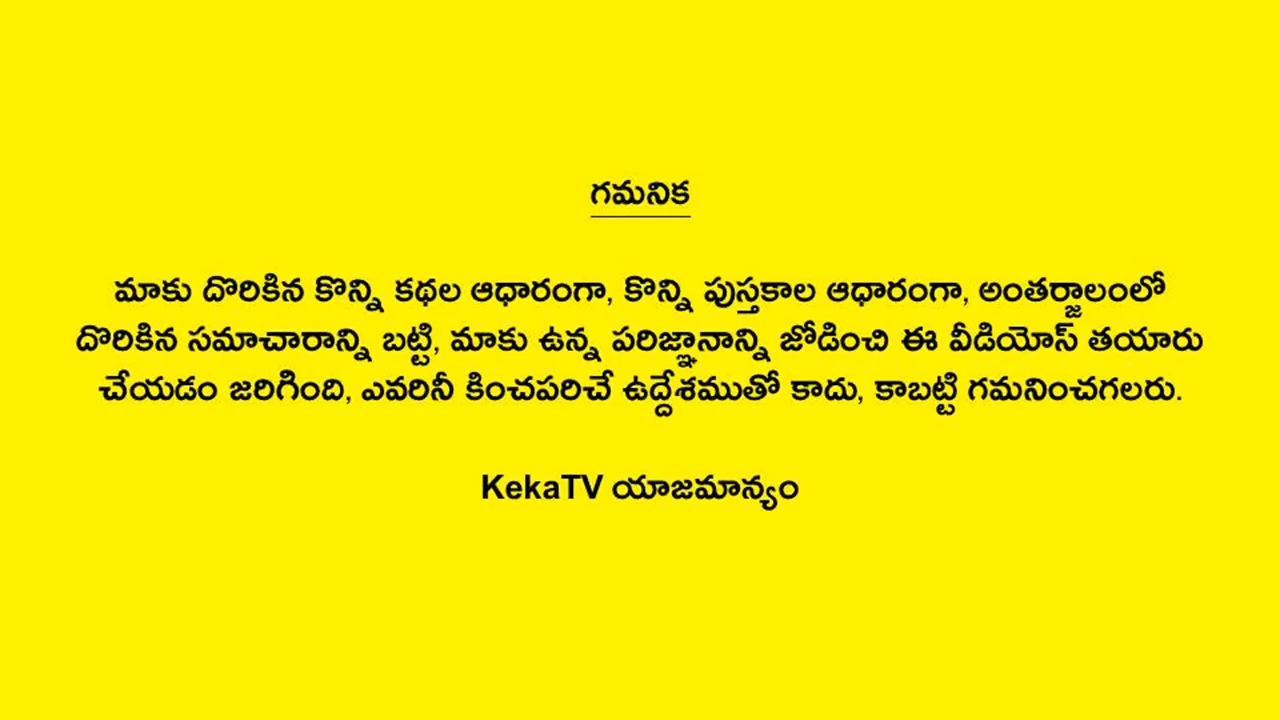 గమనిక
మాకు దొరికిన కొన్ని కథల ఆధారంగా, కొన్ని పుస్తకాల ఆధారంగా, అంతర్జాలంలో
దొరికిన సమాచారాన్ని బట్టి, మాకు ఉన్న పరిజ్ఞానాన్ని జోడించి ఈ వీడియోస్ తయారు
చేయడం జరిగింది, ఎవరినీ కించపరిచే ఉద్దేశముతో కాదు, కాబట్టి గమనించగలరు.
KekaTV యాజమాన్యం